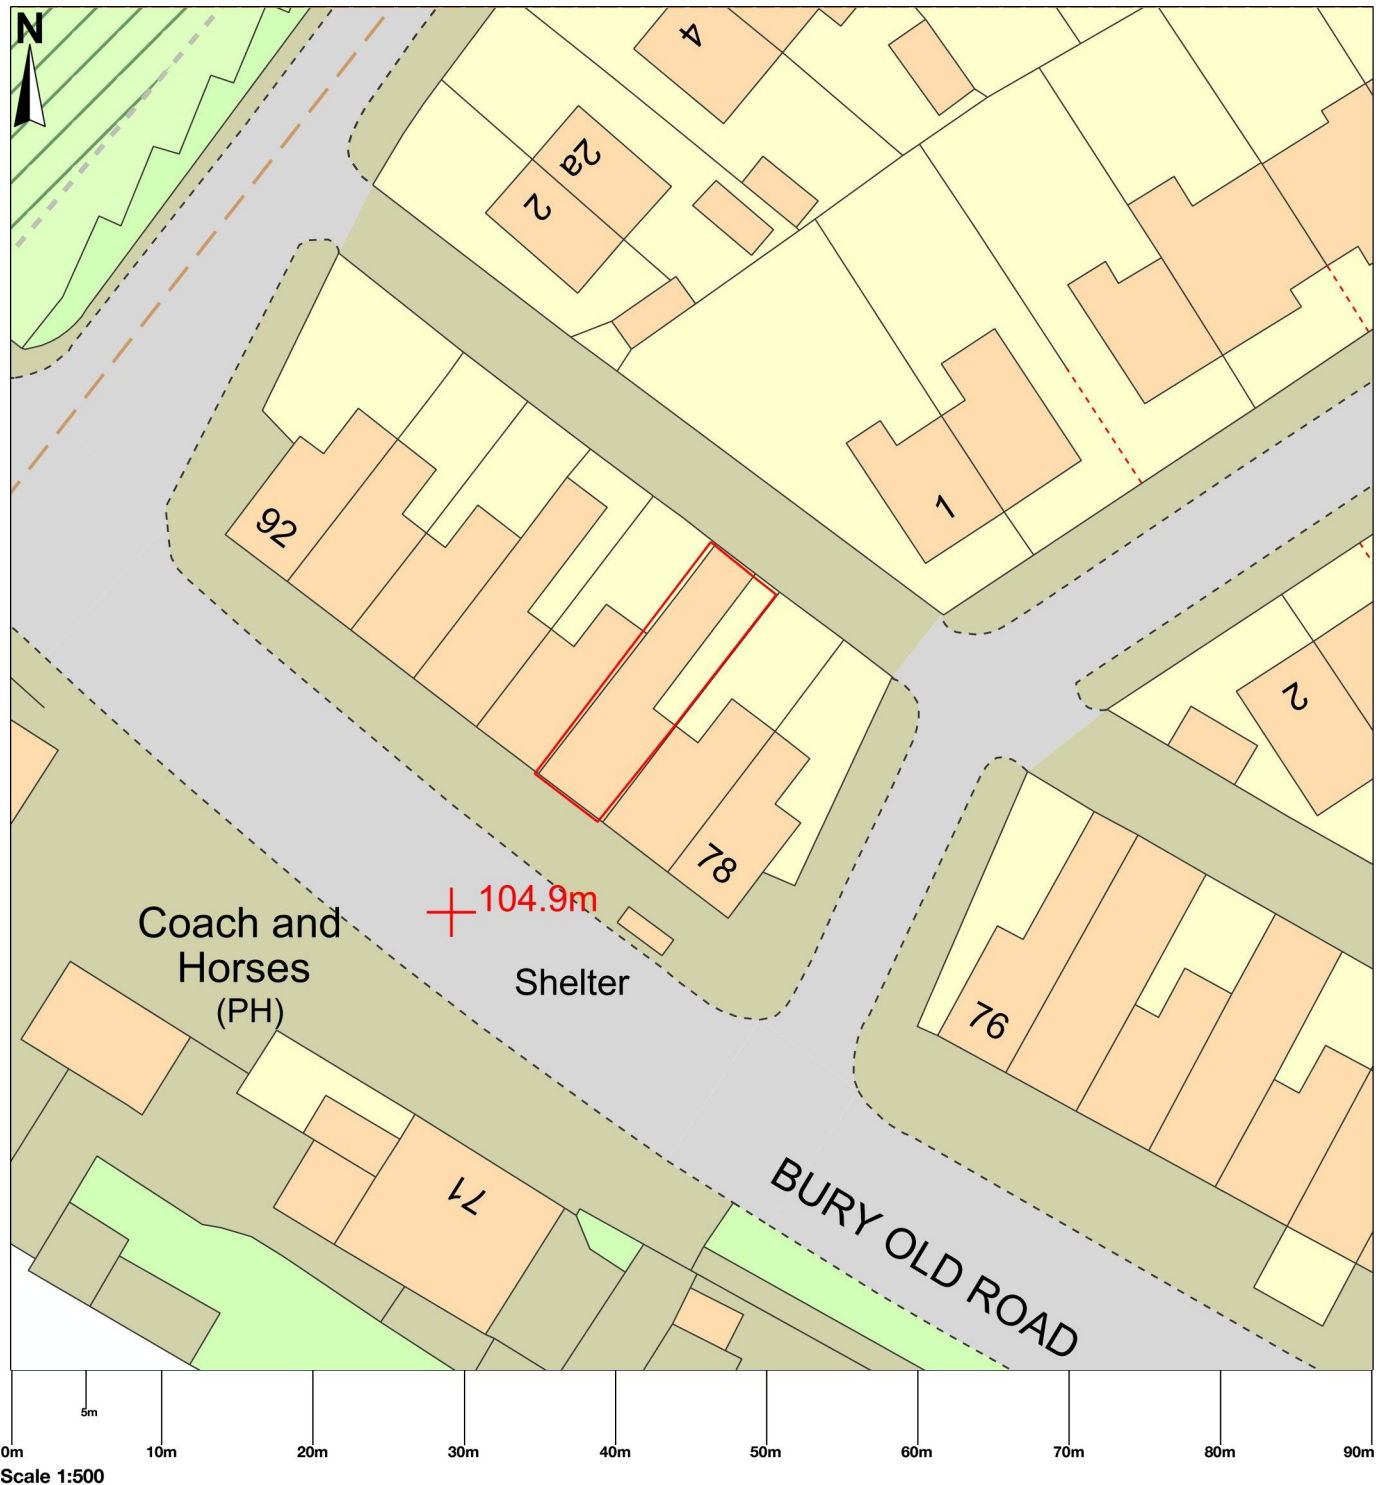 N
4
2a
2
92
1
2
78
104.9m
Coach and
Horses
(PH)
Shelter
76
71
BURY OLD ROAD
5m
0m 10m 20m 30m 40m 50m 60m 70m 80m 90m
Scale 1:500